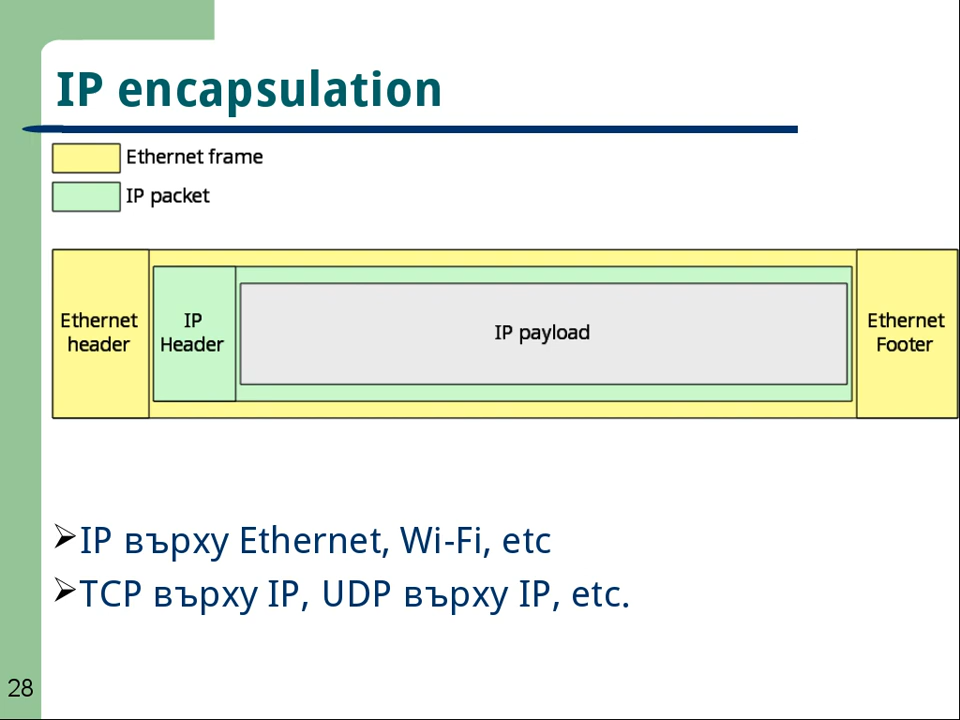 IP encapsulation
Ethernet frame
IP packet
Ethernet
header
IP
Header
IP payload
Ethernet
Footer
IP върху Ethernet, Wi-Fi, etc
TCP върху IP, UDP върху IP, etc.
28